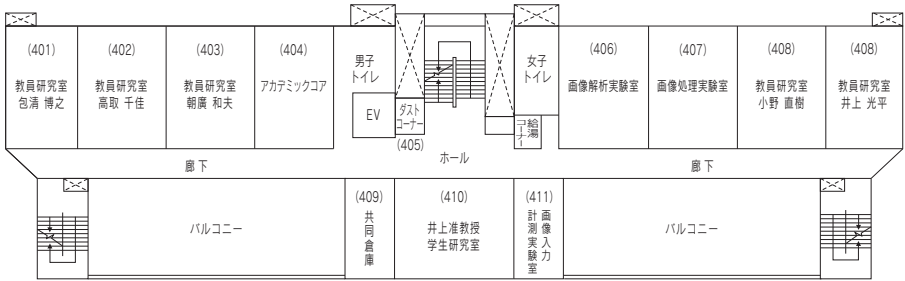 (401)
教員研究室
包清 博之
(402)
教員研究室
高取 千佳
(403)
教員研究室
朝廣 和夫
(404)
アカデミックコア
男子
トイレ
EV
ダスト
コーナー
(405)
女子
トイレ
給湯
コーナー
(406)
画像解析実験室
(407)
画像処理実験室
(408)
教員研究室
小野 直樹
(408)
教員研究室
井上 光平
廊下
ホール
廊下
バルコニー
(409)
共同倉庫
(410)
井上准教授
学生研究室
(411)
画像入力
計測実験室
バルコニー